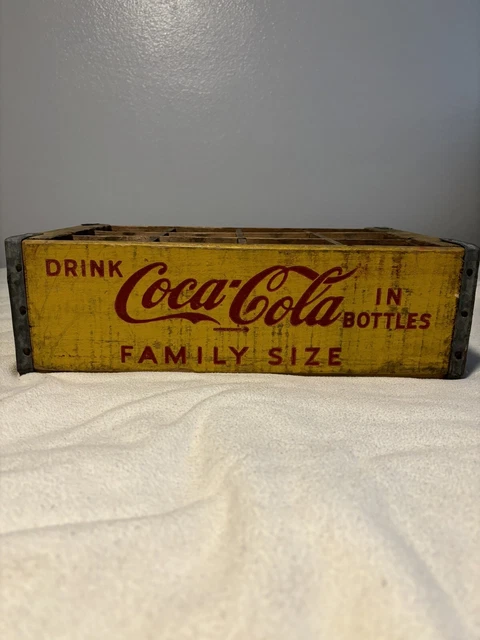 DRINK Coca-Cola IN
BOTTLES
FAMILY SIZE